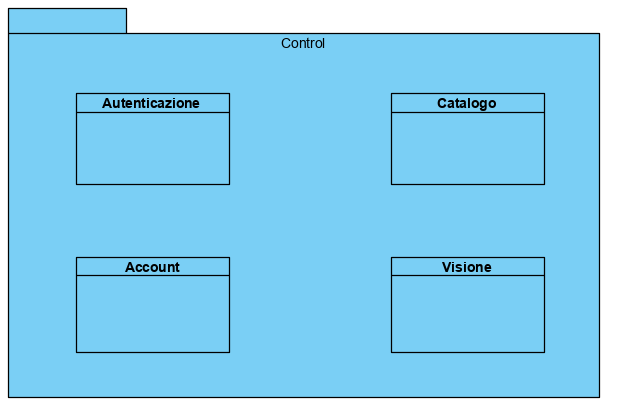 Control
Autenticazione
Catalogo
Account
Visione